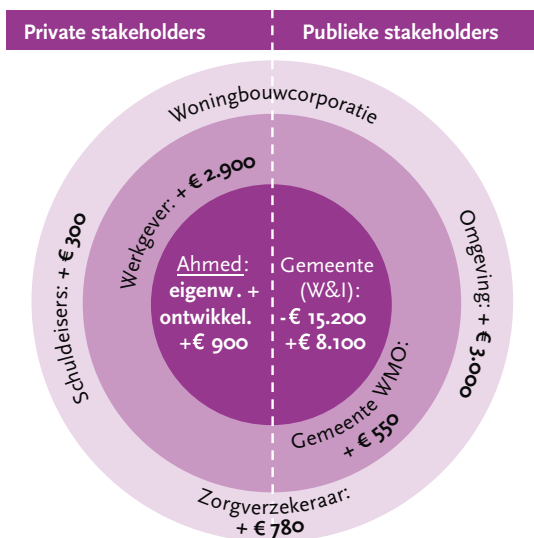 Private stakeholders
Publieke stakeholders
Woningbouwcorporatie
Werkgever: + € 2.900
Schuldeisers: + € 300
Ahmed:
eigenw. +
ontwikkel.
+€ 900
Gemeente
(W&I):
-€ 15.200
+€ 8.100
Omgeving: + € 3.000
Gemeente WMO:
+ € 550
Zorgverzekeraar:
+ € 780